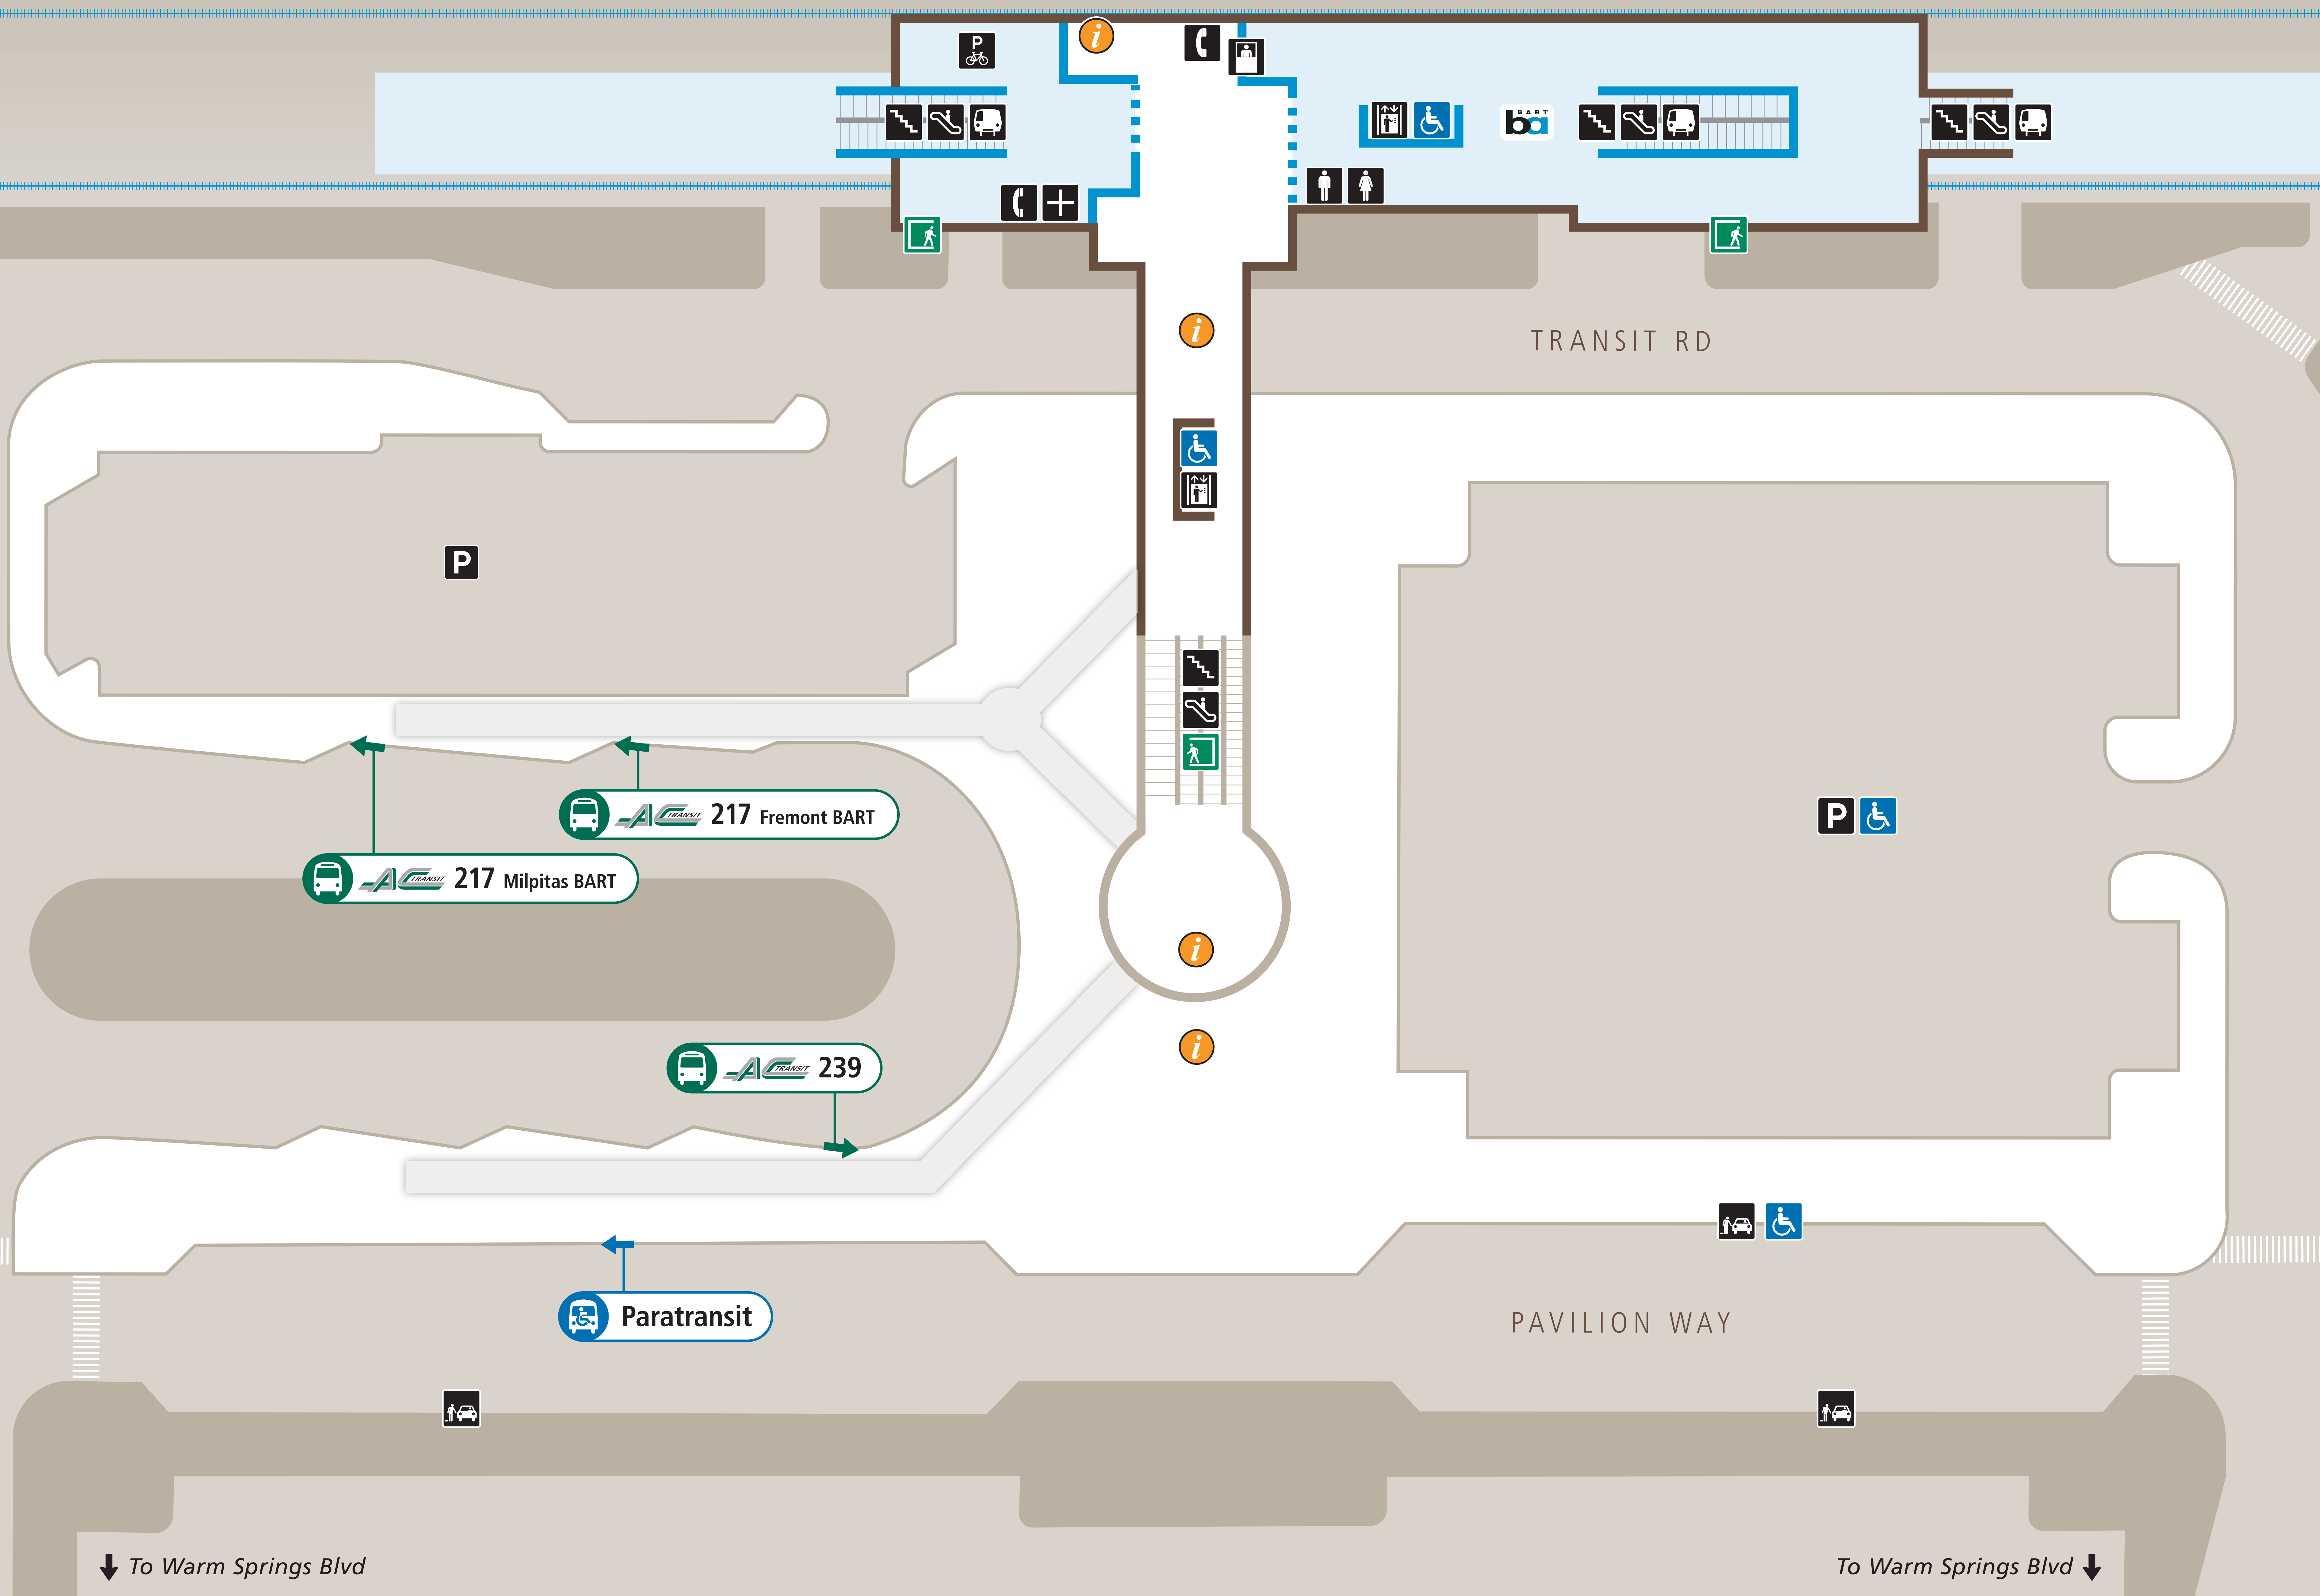 P
i
BART
ba
i
TRANSIT RD
P
AC TRANSIT 217 Fremont BART
P
AC TRANSIT 217 Milpitas BART
i
i
AC TRANSIT 239
Paratransit
PAVILION WAY
To Warm Springs Blvd
To Warm Springs Blvd